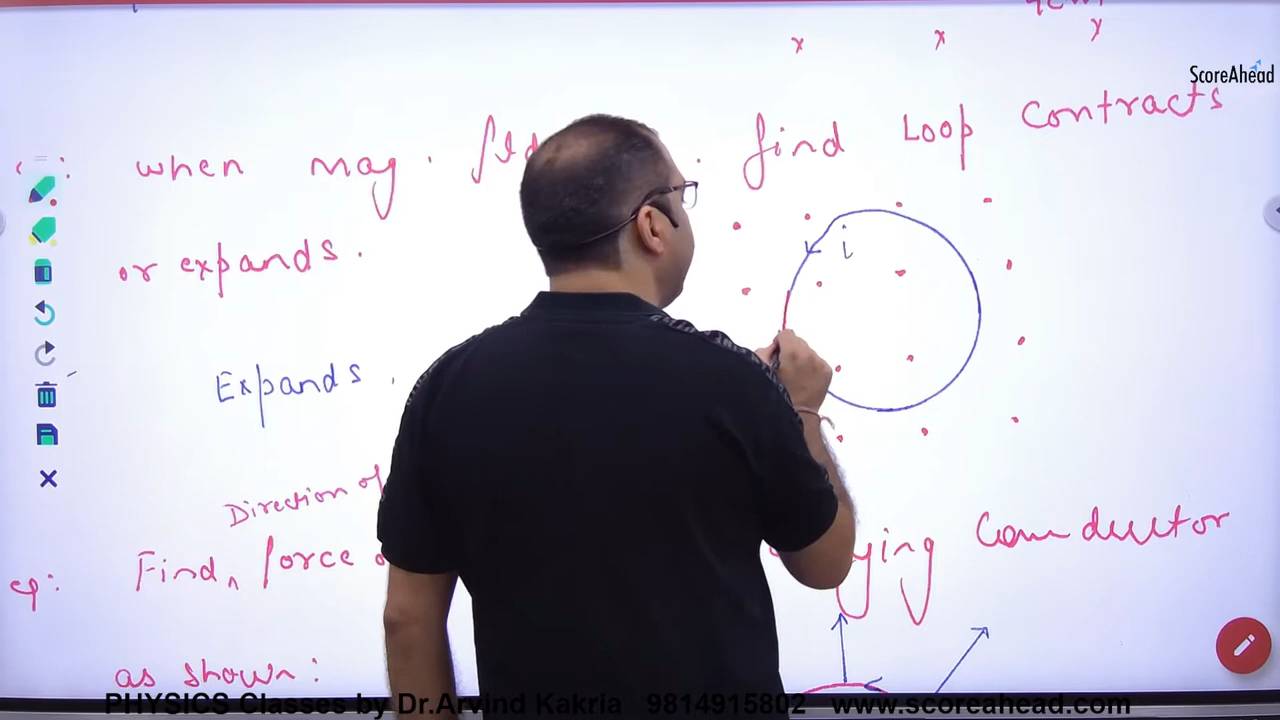 x x x
ScoreAhead
when mag. find Loop Contracts
or expands.
i
Expands.
Direction of
Find, force Conductor
as shown:
PHYSICS Classes by Dr.Arvind Kakria 9814915802 www.scoreahead.com